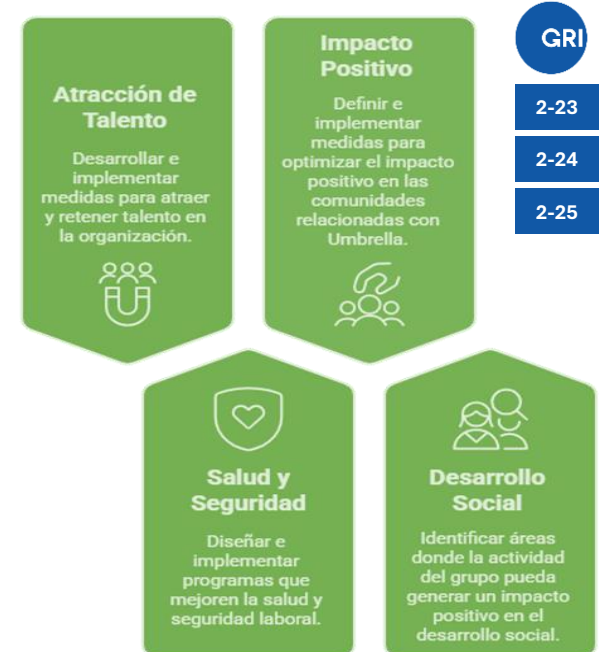 Atracción de
Talento
Desarrollar e
implementar
medidas para atraer
y retener talento en
la organización.
Impacto
Positivo
Definir e
implementar
medidas para
optimizar el impacto
positivo en las
comunidades
relacionadas con
Umbrella.
GRI
2-23
2-24
2-25
Salud y
Seguridad
Diseñar e
implementar
programas que
mejoren la salud y
seguridad laboral.
Desarrollo
Social
Identificar áreas
donde la actividad
del grupo pueda
generar un impacto
positivo en el
desarrollo social.